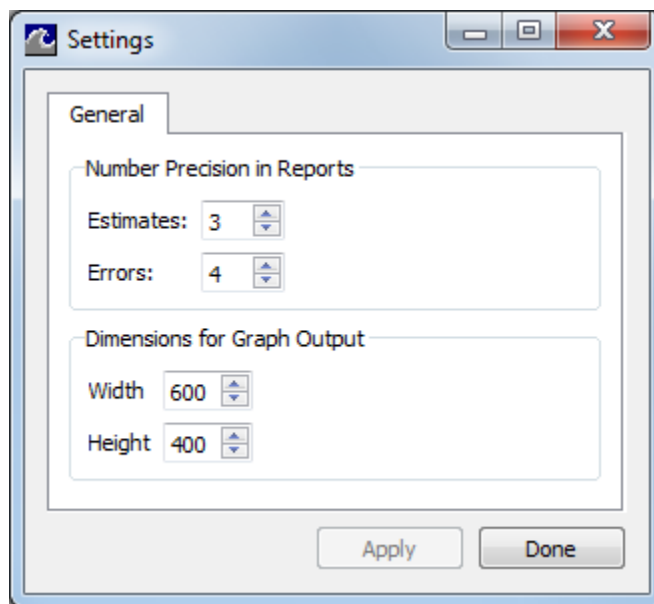 Settings
General
Number Precision in Reports
Estimates: 3
Errors: 4
Dimensions for Graph Output
Width 600
Height 400
Apply Done